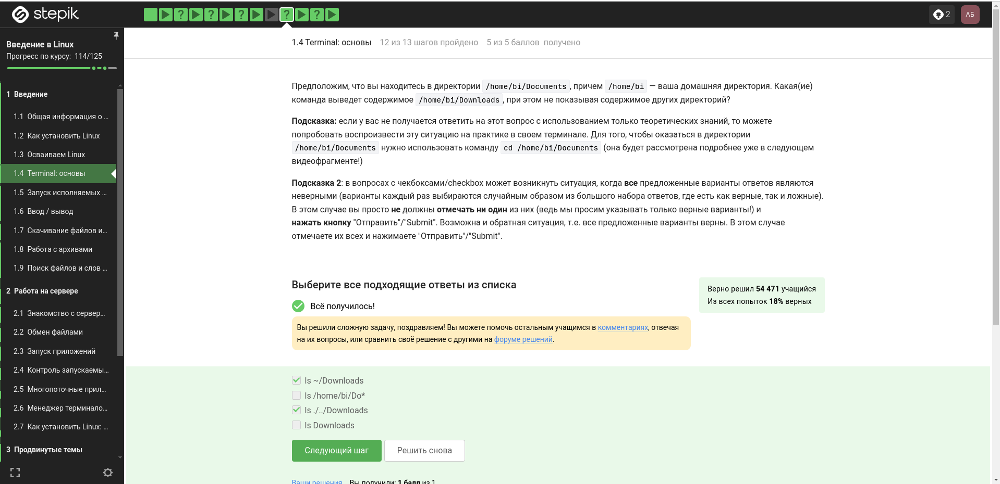 stepik
2
АБ
Введение в Linux
Прогресс по курсу: 114/125
1 Введение
1.1 Общая информация о ...
1.2 Как установить Linux
1.3 Осваиваем Linux
1.4 Terminal: основы
1.5 Запуск исполняемых ...
1.6 Ввод / вывод
1.7 Скачивание файлов и...
1.8 Работа с архивами
1.9 Поиск файлов и слов ...
2 Работа на сервере
2.1 Знакомство с сервер...
2.2 Обмен файлами
2.3 Запуск приложений
2.4 Контроль запускаемы...
2.5 Многопоточные прил...
2.6 Менеджер терминало...
2.7 Как установить Linux: ...
3 Продвинутые темы
1.4 Terminal: основы 12 из 13 шагов пройдено 5 из 5 баллов получено
Предположим, что вы находитесь в директории /home/bi/Documents, причем /home/bi — ваша домашняя директория. Какая(ие)
команда выведет содержимое /home/bi/Downloads, при этом не показывая содержимое других директорий?
Подсказка: если у вас не получается ответить на этот вопрос с использованием только теоретических знаний, то можете
попробовать воспроизвести эту ситуацию на практике в своем терминале. Для того, чтобы оказаться в директории
/home/bi/Documents нужно использовать команду cd /home/bi/Documents (она будет рассмотрена подробнее уже в следующем
видеофрагменте!)
Подсказка 2: в вопросах с чекбоксами/checkbox может возникнуть ситуация, когда все предложенные варианты ответов являются
неверными (варианты каждый раз выбираются случайным образом из большого набора ответов, где есть как верные, так и ложные).
В этом случае вы просто не должны отмечать ни один из них (ведь мы просим указывать только верные варианты!) и
нажать кнопку "Отправить"/"Submit". Возможна и обратная ситуация, т.е. все предложенные варианты верны. В этом случае
отмечаете их всех и нажимаете "Отправить"/"Submit".
Выберите все подходящие ответы из списка
Всё получилось!
Вы решили сложную задачу, поздравляем! Вы можете помочь остальным учащимся в комментариях, отвечая
на их вопросы, или сравнить своё решение с другими на форуме решений.
Верно решил 54 471 учащийся
Из всех попыток 18% верных
ls ~/Downloads
ls /home/bi/Do*
ls ./../Downloads
ls Downloads
Следующий шаг
Решить снова
Ваши решения Вы получили: 1 балл из 1